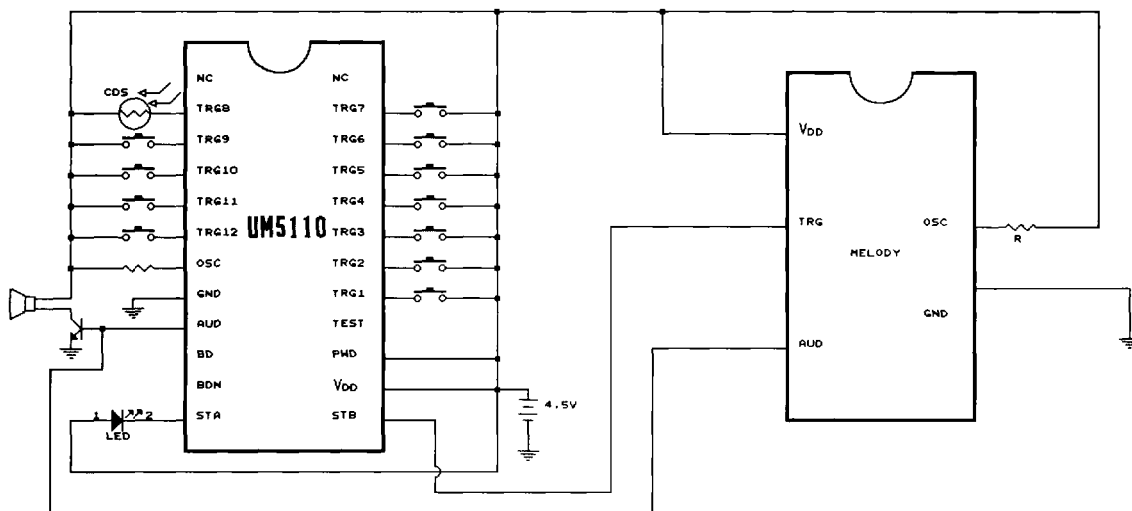 NC
CDS
TRG8
TRG9
TRG10
TRG11
TRG12
OSC
GND
AUD
BD
BDN
STA
1
2
LED
UM5110
NC
TRG7
TRG6
TRG5
TRG4
TRG3
TRG2
TRG1
TEST
PWD
VDD
STB
4.5V
VDD
TRG
AUD
MELODY
OSC
GND
R